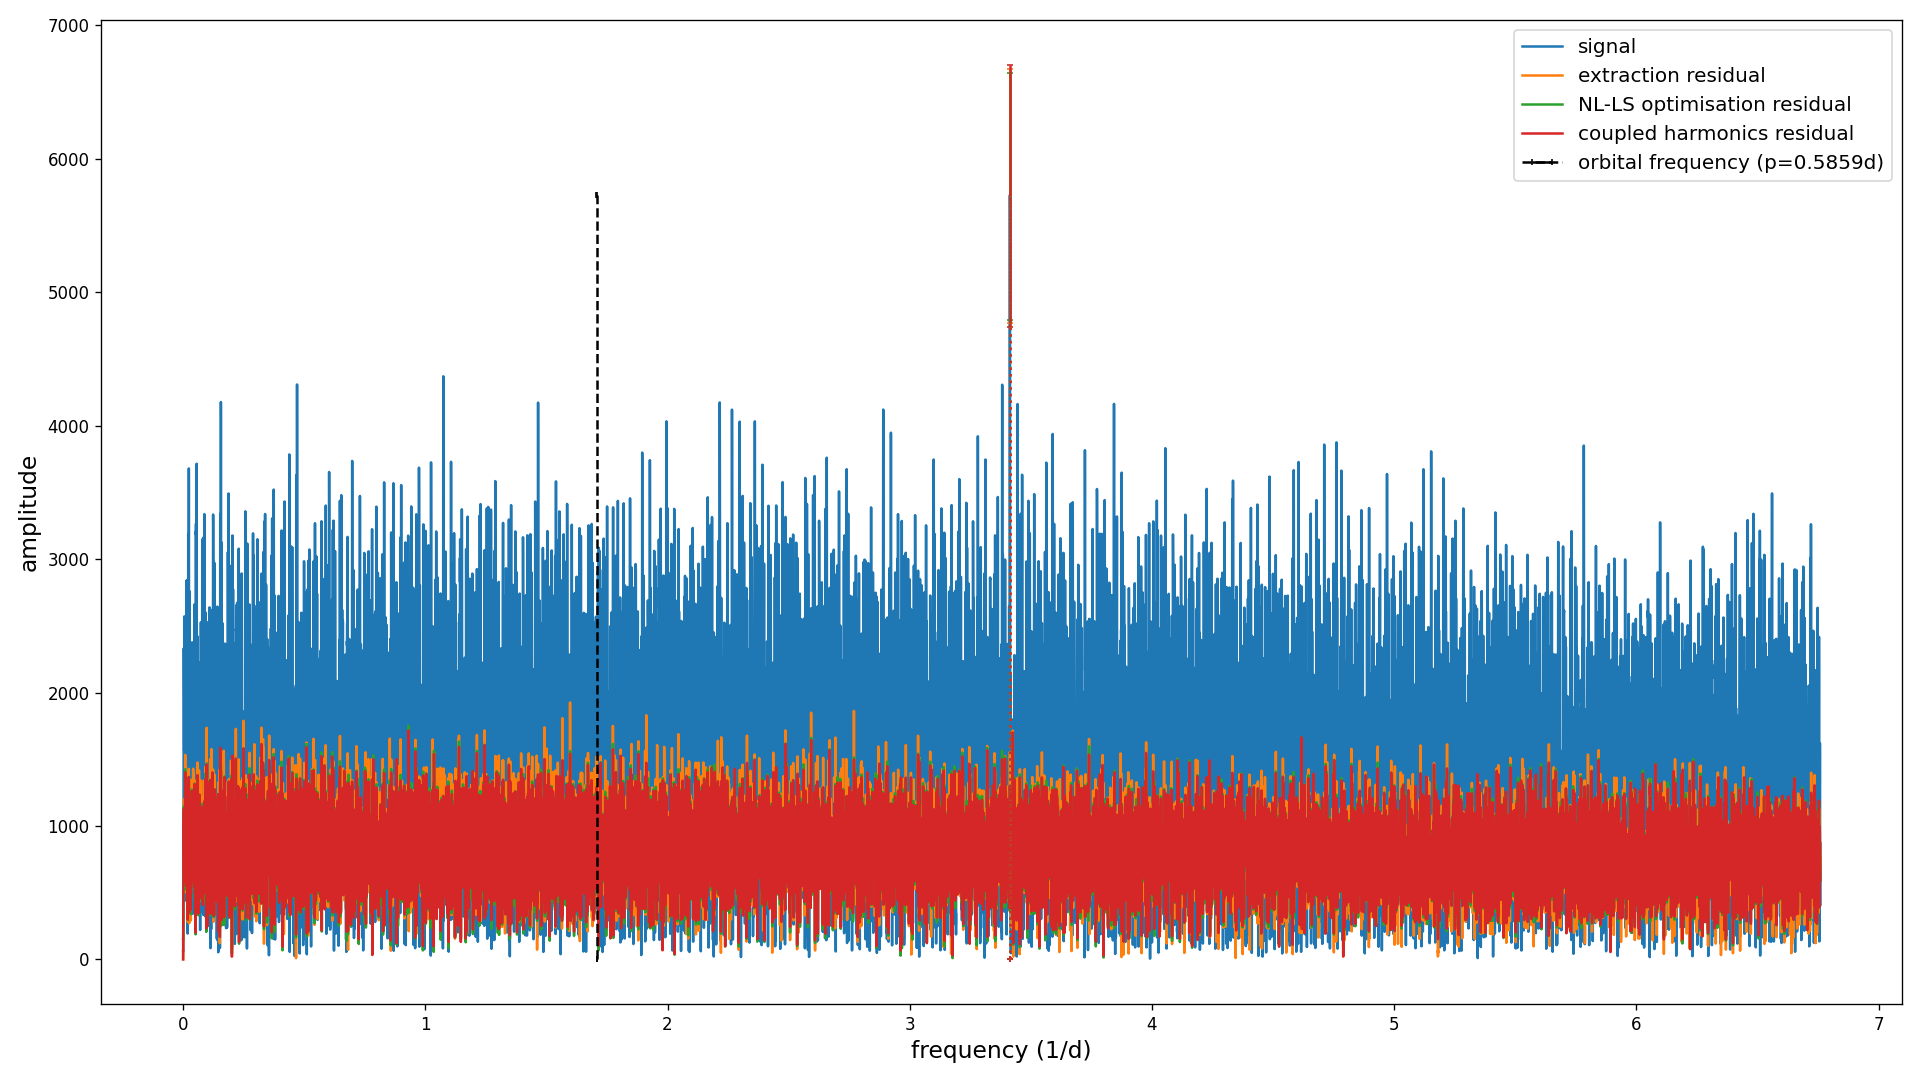 7000
6000
5000
4000
3000
2000
1000
0
amplitude
signal
extraction residual
NL-LS optimisation residual
coupled harmonics residual
orbital frequency (p=0.5859d)
0 1 2 3 4 5 6 7
frequency (1/d)